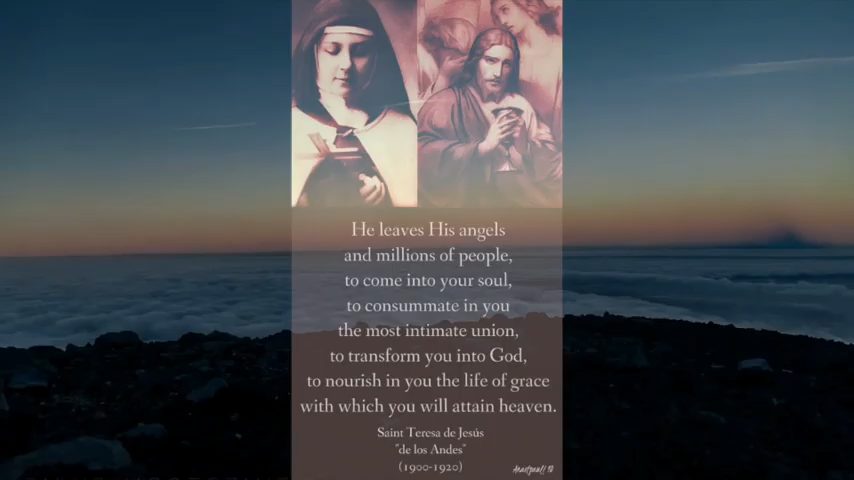 He leaves His angels
and millions of people,
to come into your soul,
to consummate in you
the most intimate union,
to transform you into God,
to nourish in you the life of grace
with which you will attain heaven.
Saint Teresa de Jesús
"de los Andes"
(1900-1920)